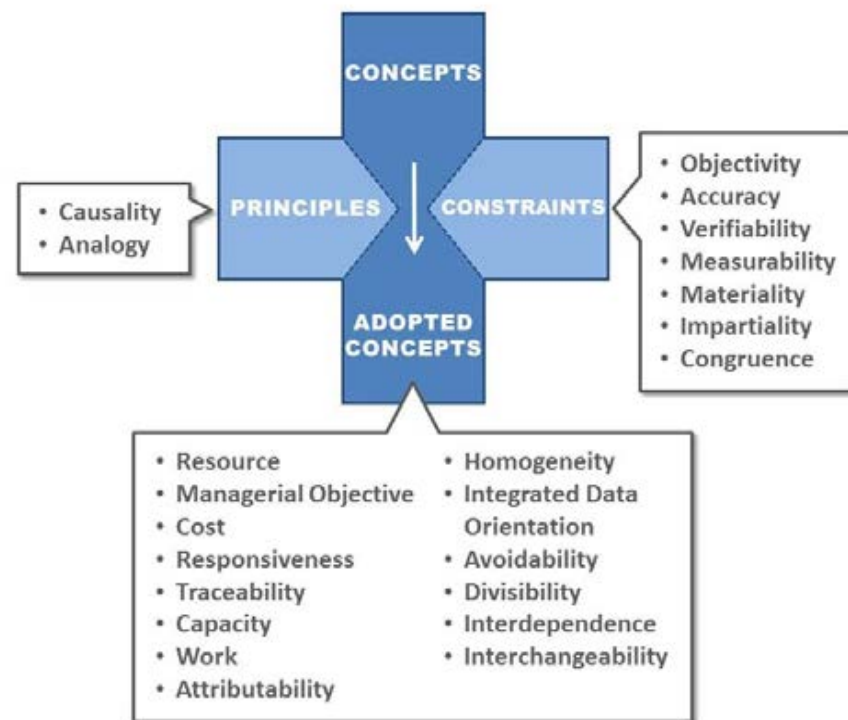 CONCEPTS
PRINCIPLES
CONSTRAINTS
ADOPTED
CONCEPTS
• Causality
• Analogy
• Objectivity
• Accuracy
• Verifiability
• Measurability
• Materiality
• Impartiality
• Congruence
• Resource
• Managerial Objective
• Cost
• Responsiveness
• Traceability
• Capacity
• Work
• Attributability
• Homogeneity
• Integrated Data
Orientation
• Avoidability
• Divisibility
• Interdependence
• Interchangeability